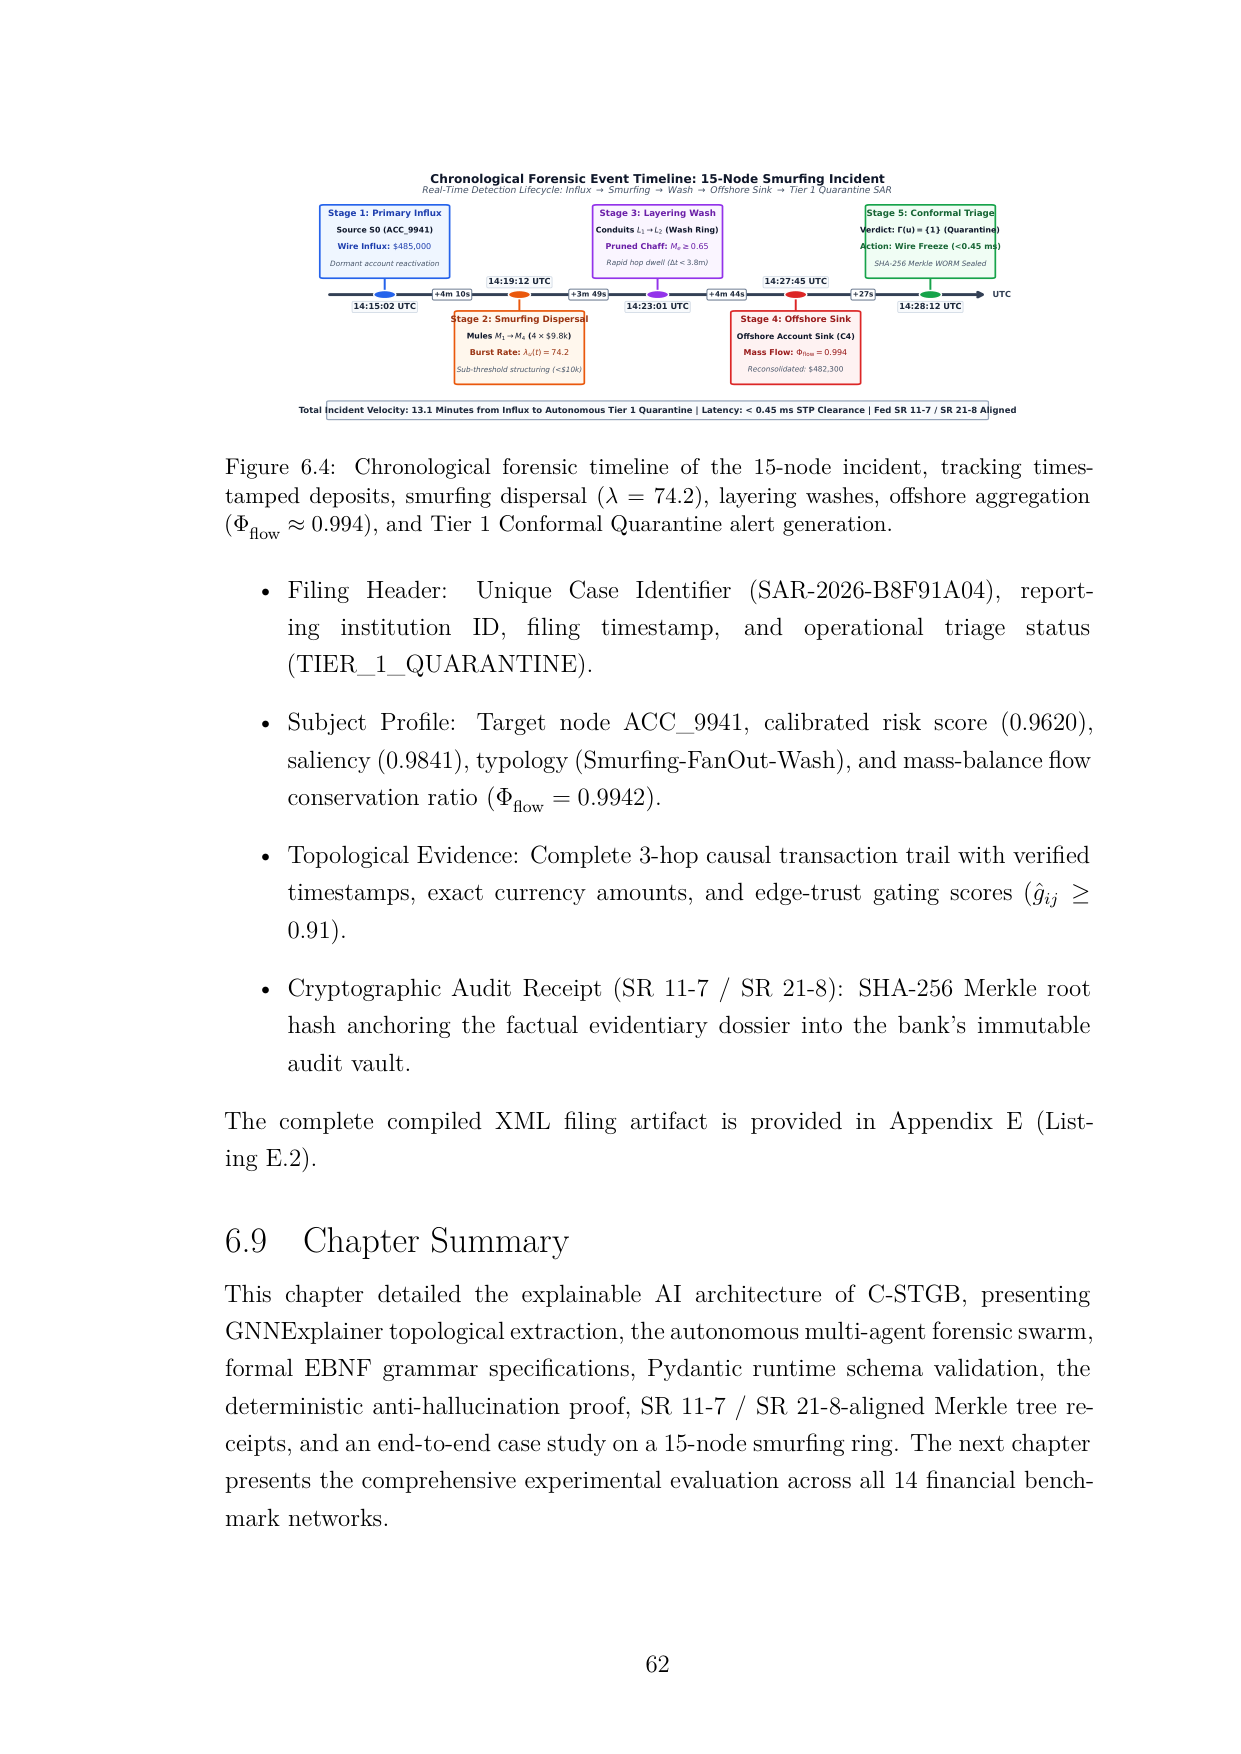 Chronological Forensic Event Timeline: 15-Node Smurfing Incident
Real-Time Detection Lifecycle: Influx → Smurfing → Wash → Offshore Sink → Tier 1 Quarantine SAR
Stage 1: Primary Influx
Source S0 (ACC_9941)
Wire Influx: $485,000
Dormant account reactivation
14:15:02 UTC
+4m 10s
14:19:12 UTC
Stage 2: Smurfing Dispersal
Mules M₁→M₄ (4 × $9.8k)
Burst Rate: λᵤ(t) = 74.2
Sub-threshold structuring (<$10k)
+3m 49s
Stage 3: Layering Wash
Conduits L₁→L₂ (Wash Ring)
Pruned Chaff: Mₑ ≥ 0.65
Rapid hop dwell (Δt < 3.8m)
14:23:01 UTC
+4m 44s
14:27:45 UTC
Stage 4: Offshore Sink
Offshore Account Sink (C4)
Mass Flow: Φ_flow = 0.994
Reconsolidated: $482,300
+27s
Stage 5: Conformal Triage
Verdict: Γ(u) = {1} (Quarantine)
Action: Wire Freeze (<0.45 ms)
SHA-256 Merkle WORM Sealed
14:28:12 UTC
UTC
Total Incident Velocity: 13.1 Minutes from Influx to Autonomous Tier 1 Quarantine | Latency: < 0.45 ms STP Clearance | Fed SR 11-7 / SR 21-8 Aligned
Figure 6.4: Chronological forensic timeline of the 15-node incident, tracking times-
tamped deposits, smurfing dispersal (λ = 74.2), layering washes, offshore aggregation
(Φ_flow ≈ 0.994), and Tier 1 Conformal Quarantine alert generation.
• Filing Header: Unique Case Identifier (SAR-2026-B8F91A04), report-
ing institution ID, filing timestamp, and operational triage status
(TIER_1_QUARANTINE).
• Subject Profile: Target node ACC_9941, calibrated risk score (0.9620),
saliency (0.9841), typology (Smurfing-FanOut-Wash), and mass-balance flow
conservation ratio (Φ_flow = 0.9942).
• Topological Evidence: Complete 3-hop causal transaction trail with verified
timestamps, exact currency amounts, and edge-trust gating scores (ĝ_ij ≥
0.91).
• Cryptographic Audit Receipt (SR 11-7 / SR 21-8): SHA-256 Merkle root
hash anchoring the factual evidentiary dossier into the bank's immutable
audit vault.
The complete compiled XML filing artifact is provided in Appendix E (List-
ing E.2).
6.9 Chapter Summary
This chapter detailed the explainable AI architecture of C-STGB, presenting
GNNExplainer topological extraction, the autonomous multi-agent forensic swarm,
formal EBNF grammar specifications, Pydantic runtime schema validation, the
deterministic anti-hallucination proof, SR 11-7 / SR 21-8-aligned Merkle tree re-
ceipts, and an end-to-end case study on a 15-node smurfing ring. The next chapter
presents the comprehensive experimental evaluation across all 14 financial bench-
mark networks.
62